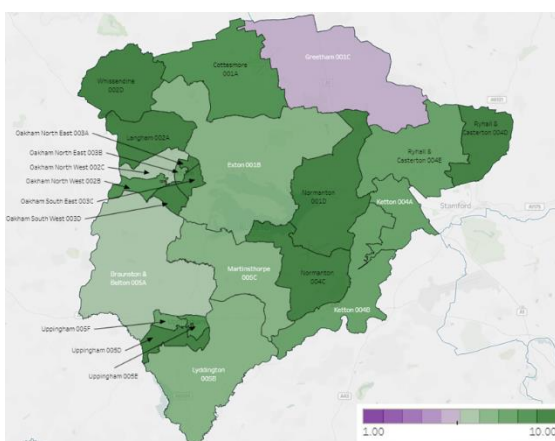 Greetham 001C
Cottesmore
001A
Whissendine
002D
Oakham North East 003A
Langham 002A
Oakham North East 003B
Oakham North West 002C
Oakham North West 002B
Oakham South East 003C
Oakham South West 003D
Exton 001B
Ryhall &
Casterton 004D
Ryhall &
Casterton 004E
Normanton
001D
Ketton 004A
Stamford
Braunston &
Belton 005A
Martinsthorpe
005C
Normanton
004C
Ketton 004B
Uppingham 005F
Uppingham 005D
Uppingham 005E
Lyddington
005B
1.00
10.00